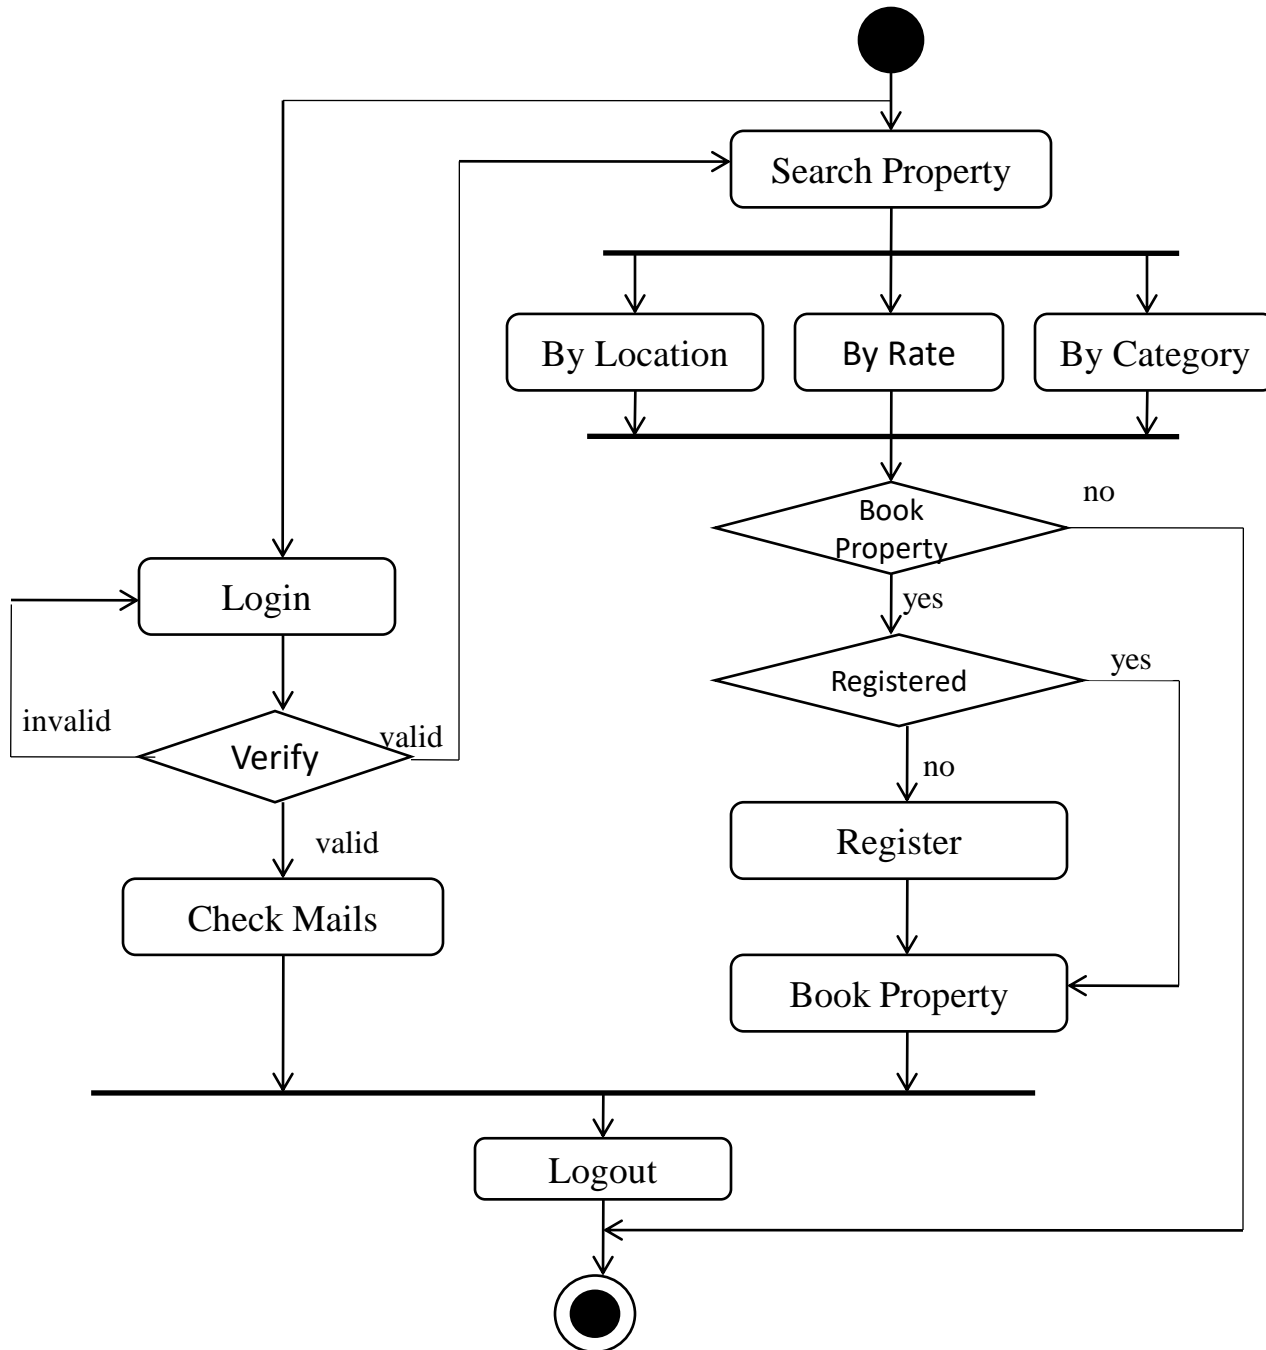 Search Property
By Location
By Rate
By Category
no
Book
Property
yes
Login
Registered
yes
invalid
valid
Verify
no
valid
Register
Check Mails
Book Property
Logout